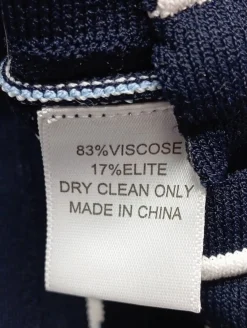 83%VISCOSE
17%ELITE
DRY CLEAN ONLY
MADE IN CHINA